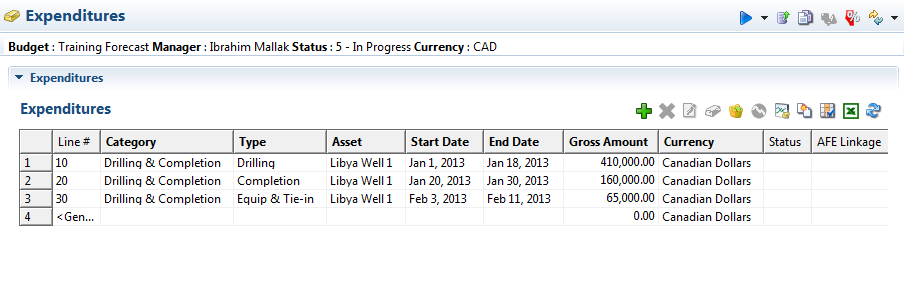 Expenditures
Budget : Training Forecast Manager : Ibrahim Mallak Status : 5 - In Progress Currency : CAD
Expenditures
Expenditures
Line # Category Type Asset Start Date End Date Gross Amount Currency Status AFE Linkage
1 10 Drilling & Completion Drilling Libya Well 1 Jan 1, 2013 Jan 18, 2013 410,000.00 Canadian Dollars
2 20 Drilling & Completion Completion Libya Well 1 Jan 20, 2013 Jan 30, 2013 160,000.00 Canadian Dollars
3 30 Drilling & Completion Equip & Tie-in Libya Well 1 Feb 3, 2013 Feb 11, 2013 65,000.00 Canadian Dollars
4 <Gen... 0.00 Canadian Dollars